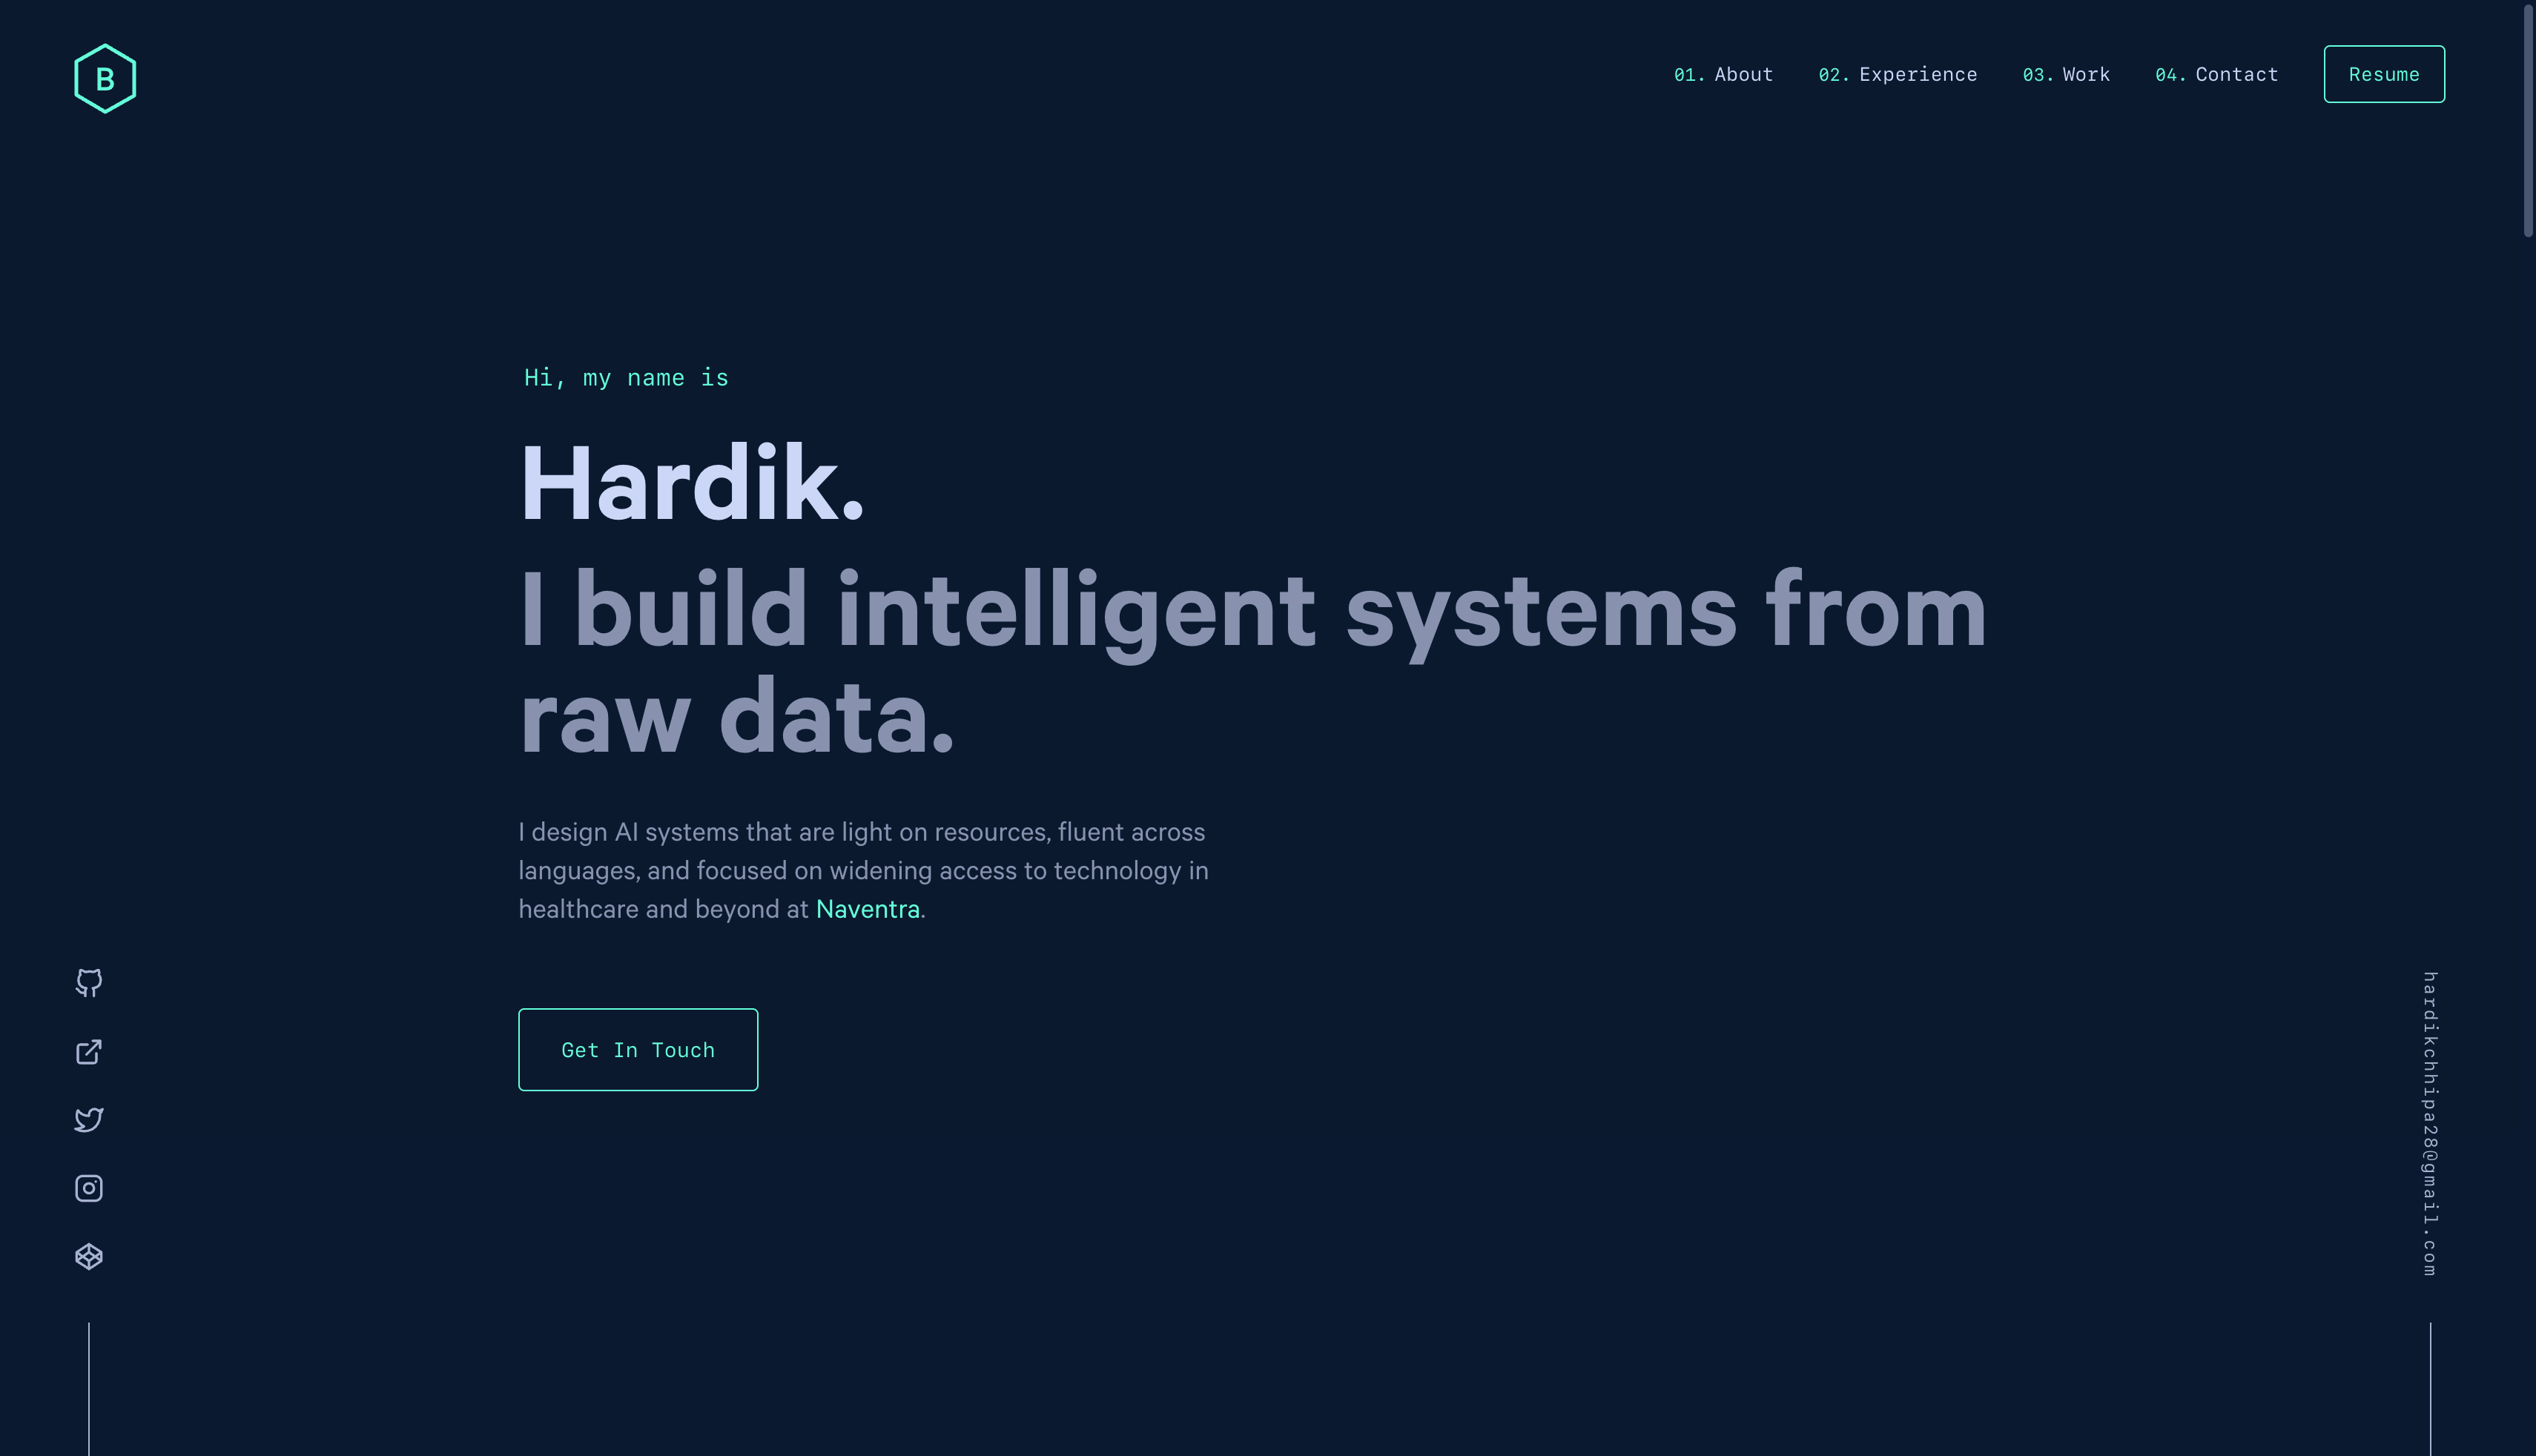 B
01. About 02. Experience 03. Work 04. Contact Resume
Hi, my name is
Hardik.
I build intelligent systems from
raw data.
I design AI systems that are light on resources, fluent across
languages, and focused on widening access to technology in
healthcare and beyond at Naventra.
Get In Touch
hardikchhipa28@gmail.com